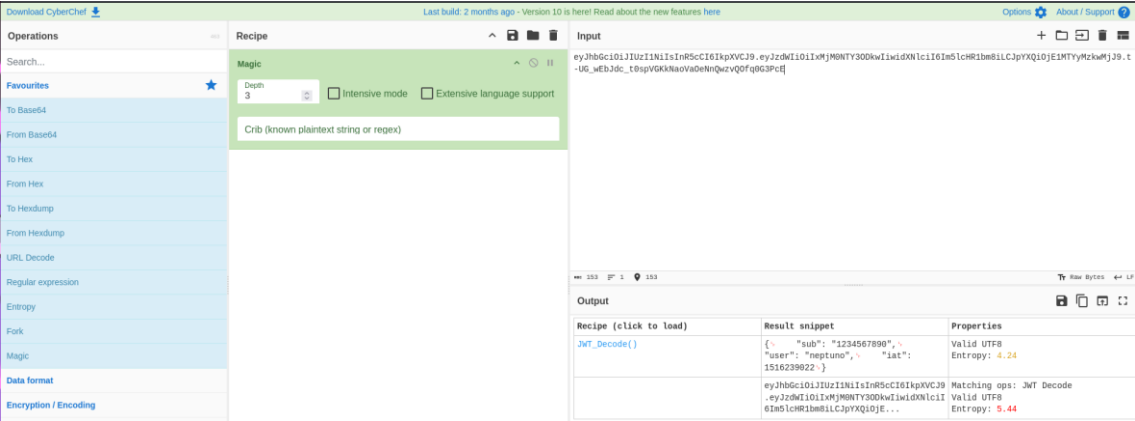 Download CyberChef
Last build: 2 months ago - Version 10 is here! Read about the new features here
Options
About / Support
Operations
Recipe
Input
Search...
Favourites
To Base64
From Base64
To Hex
From Hex
To Hexdump
From Hexdump
URL Decode
Regular expression
Entropy
Fork
Magic
Data format
Encryption / Encoding
Magic
Depth
3
Intensive mode
Extensive language support
Crib (known plaintext string or regex)
eyJhbGciOiJIUzI1NiIsInR5cCI6IkpXVCJ9.eyJzdWIiOiIxMjM0NTY3ODkwIiwidXNlciI6Im5lcHR1bm8iLCJpYXQiOjE1MTYyMzkwMjJ9.t
-UG_wEbJdc_t0spVGKkNaoVaOeNnQwzvQOfq0G3PcE
153
1
153
Raw Bytes
LF
Output
Recipe (click to load)
Result snippet
Properties
JWT_Decode()
{ "sub": "1234567890",
"user": "neptuno", "iat":
1516239022 }
Valid UTF8
Entropy: 4.24
eyJhbGciOiJIUzI1NiIsInR5cCI6IkpXVCJ9
.eyJzdWIiOiIxMjM0NTY3ODkwIiwidXNlciI
6Im5lcHR1bm8iLCJpYXQiOjE...
Matching ops: JWT Decode
Valid UTF8
Entropy: 5.44